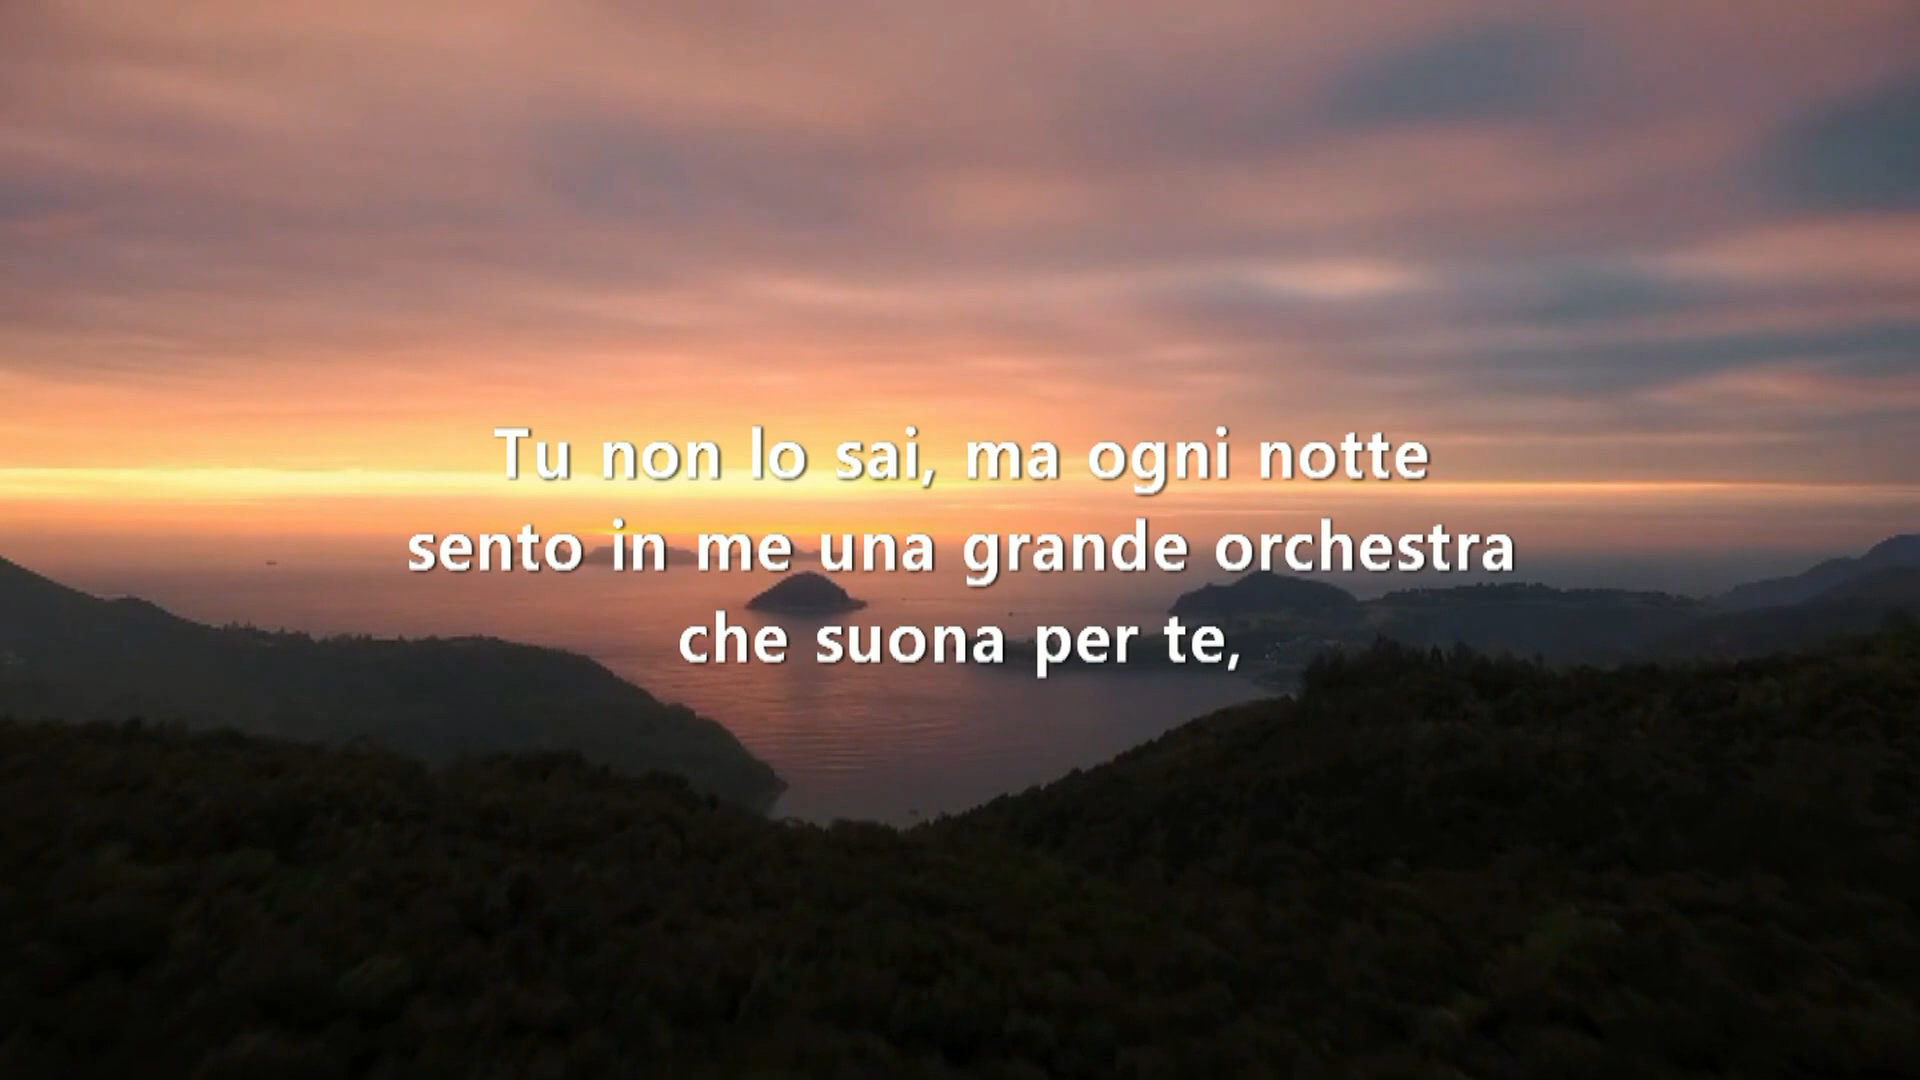 Tu non lo sai, ma ogni notte
sento in me una grande orchestra
che suona per te,